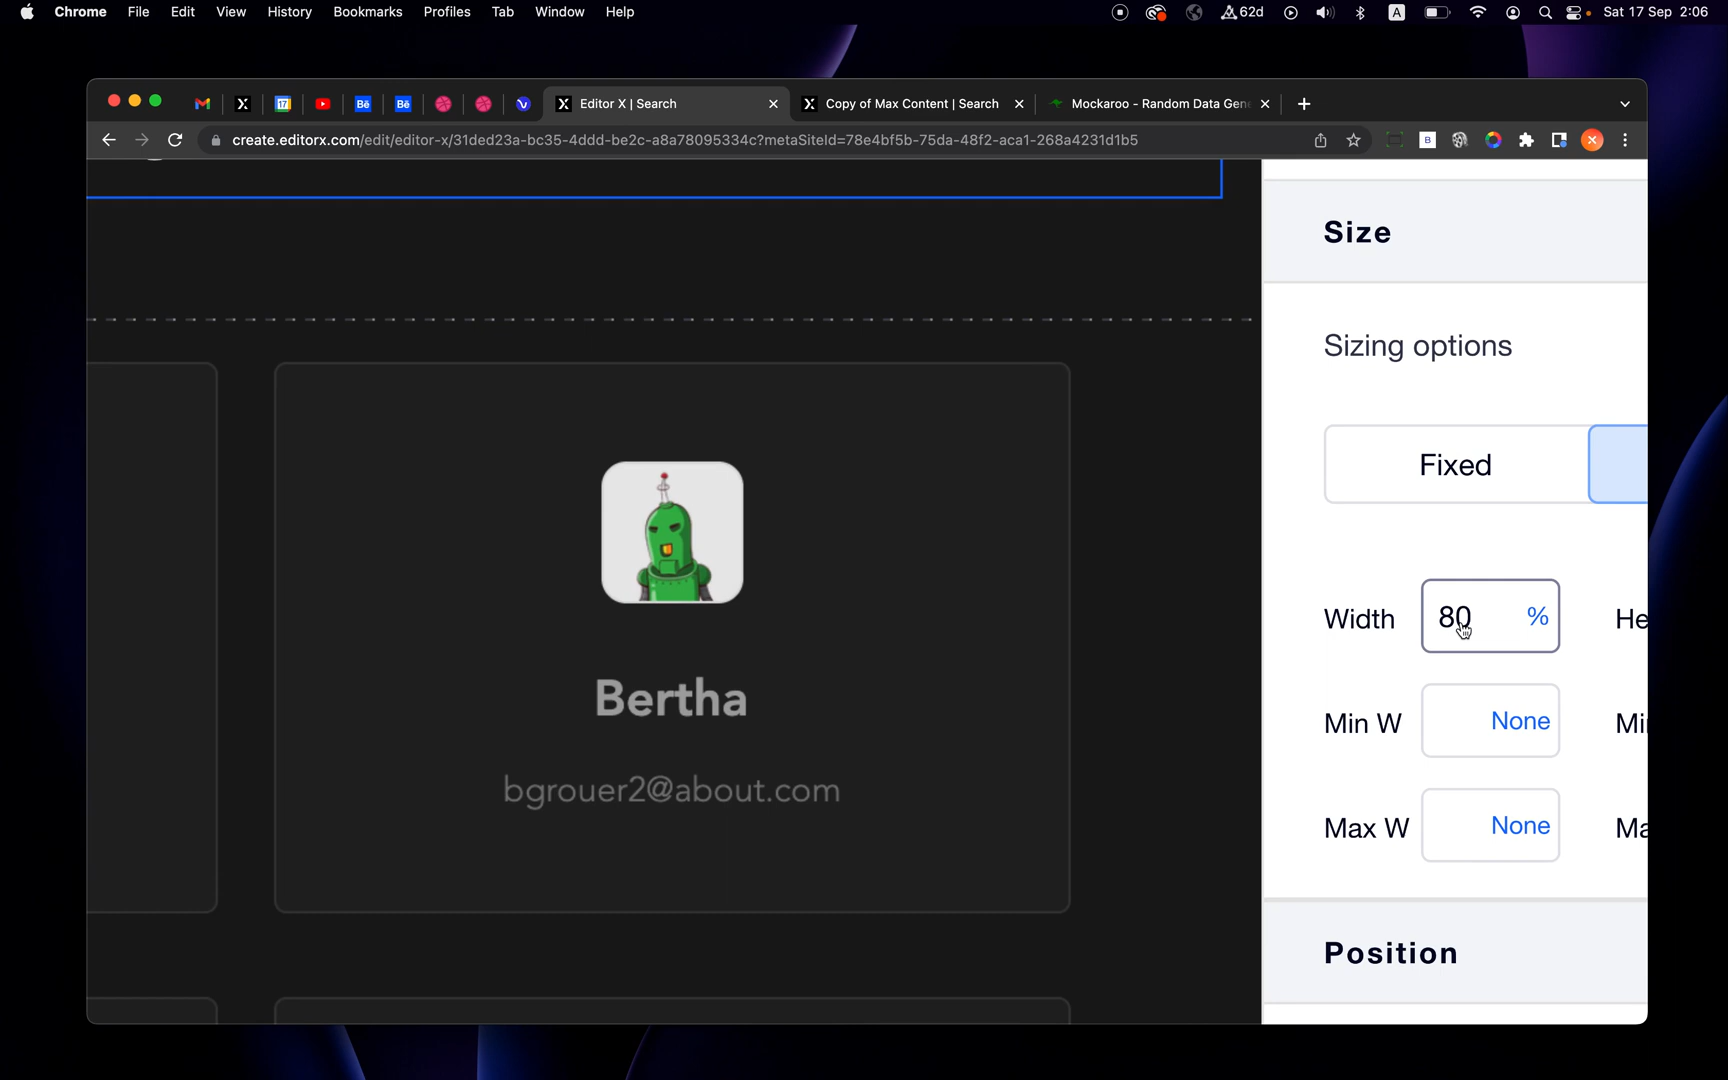 Chrome File Edit View History Bookmarks Profiles Tab Window Help
A 62d A Sat 17 Sep 2:06
17 Bē Bē Editor X | Search Copy of Max Content | Search Mockaroo - Random Data Gen
create.editorx.com/edit/editor-x/31ded23a-bc35-4ddd-be2c-a8a78095334c?metaSiteId=78e4bf5b-75da-48f2-aca1-268a4231d1b5
Size
Sizing options
Fixed
Width 80 % He
Min W None Mi
Max W None Ma
Position
Bertha
bgrouer2@about.com